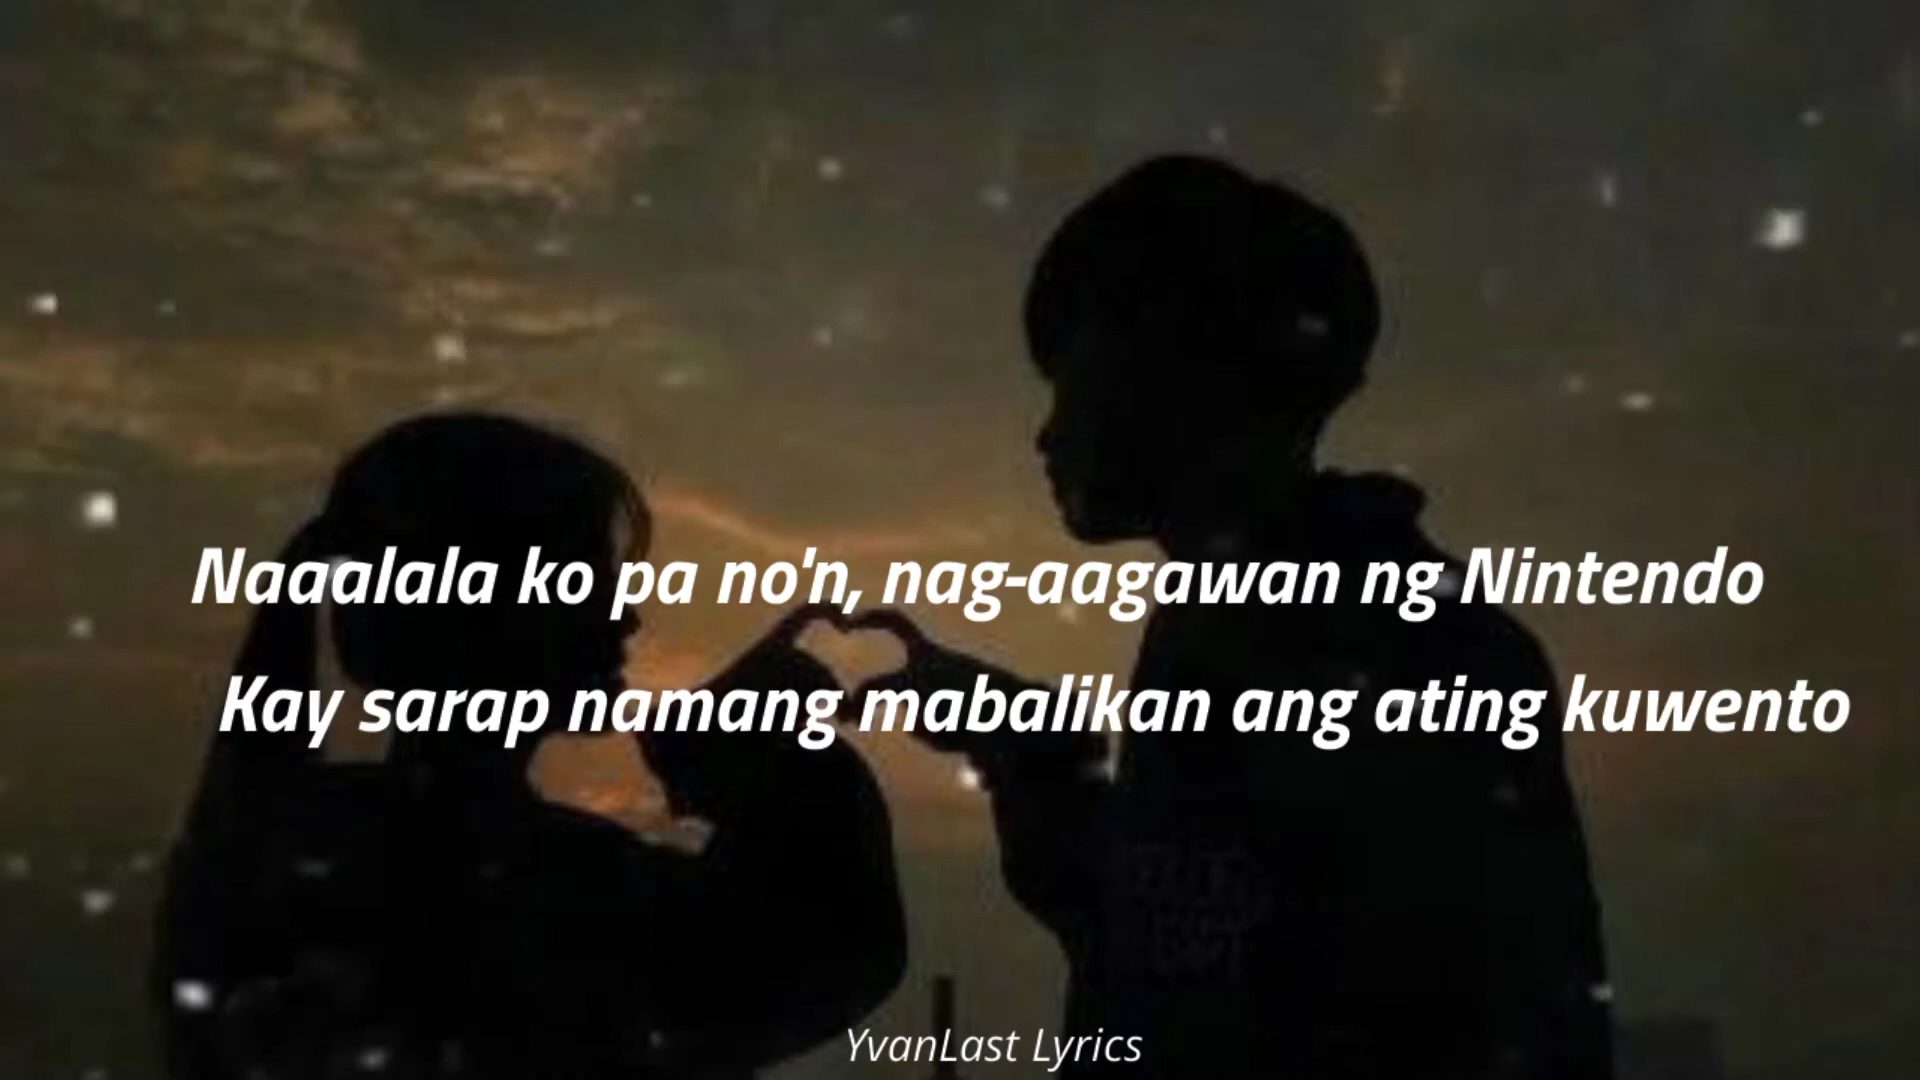 Naaalala ko pa no'n, nag-aagawan ng Nintendo
Kay sarap namang mabalikan ang ating kuwento
YvanLast Lyrics